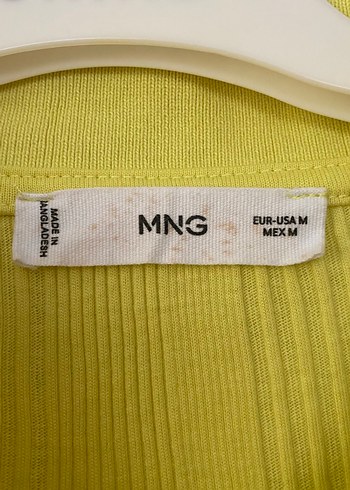 MADE IN
BANGLADESH
MNG
EUR-USA M
MEX M